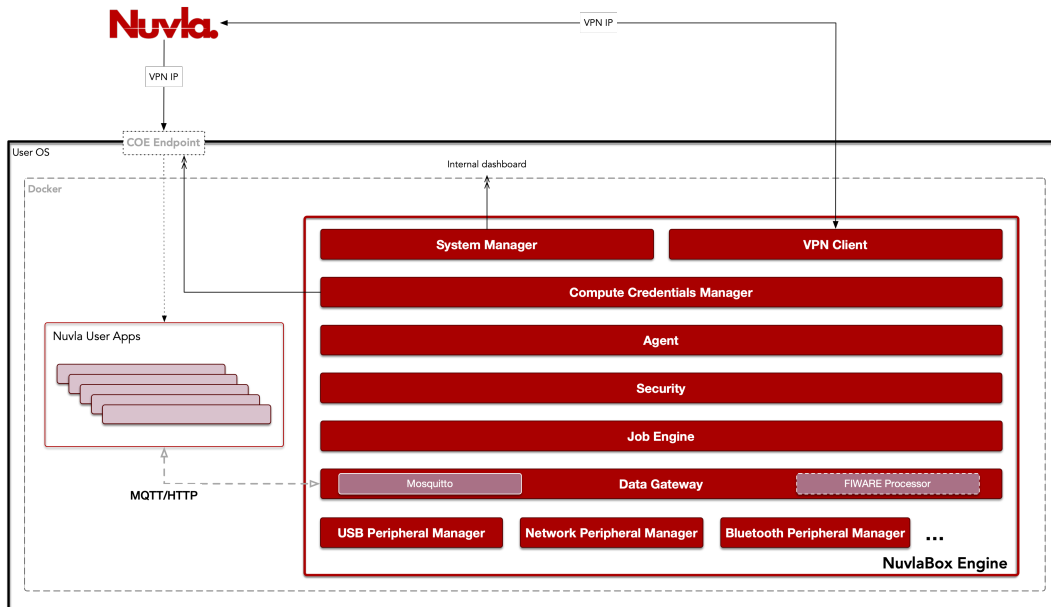 Nuvla.
VPN IP
VPN IP
COE Endpoint
User OS
Internal dashboard
Docker
System Manager
VPN Client
Compute Credentials Manager
Nuvla User Apps
Agent
Security
Job Engine
Mosquitto
Data Gateway
FIWARE Processor
MQTT/HTTP
USB Peripheral Manager
Network Peripheral Manager
Bluetooth Peripheral Manager
...
NuvlaBox Engine